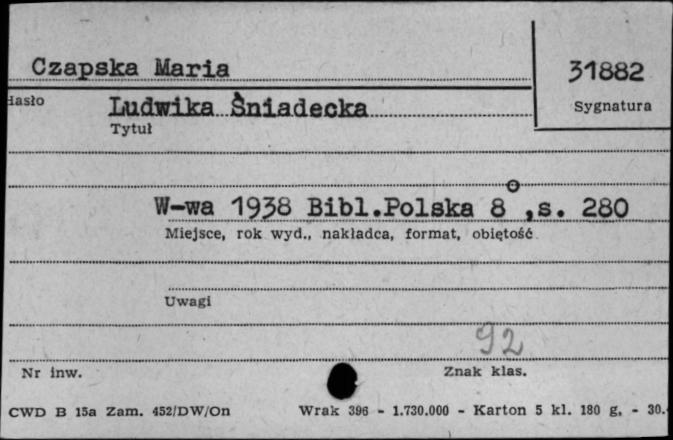 Czapska Maria
31882
Hasło
Ludwika Śniadecka
Sygnatura
Tytuł
W-wa 1938 Bibl.Polska 8°,s. 280
Miejsce, rok wyd., nakładca, format, objętość
Uwagi
92
Nr inw.
Znak klas.
CWD B 15a Zam. 452/DW/On
Wrak 396 - 1.730.000 - Karton 5 kl. 180 g. - 30.